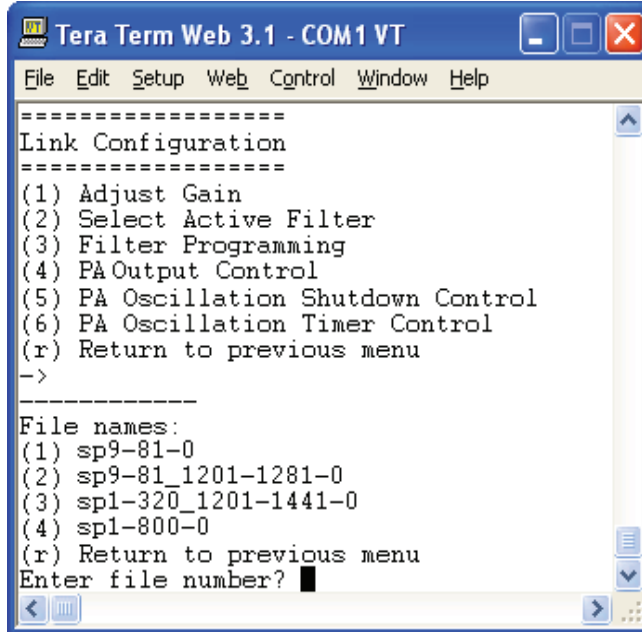 Tera Term Web 3.1 - COM1 VT
File Edit Setup Web Control Window Help
==================
Link Configuration
==================
(1) Adjust Gain
(2) Select Active Filter
(3) Filter Programming
(4) PA Output Control
(5) PA Oscillation Shutdown Control
(6) PA Oscillation Timer Control
(r) Return to previous menu
->
------------
File names:
(1) sp9-81-0
(2) sp9-81_1201-1281-0
(3) sp1-320_1201-1441-0
(4) sp1-800-0
(r) Return to previous menu
Enter file number?